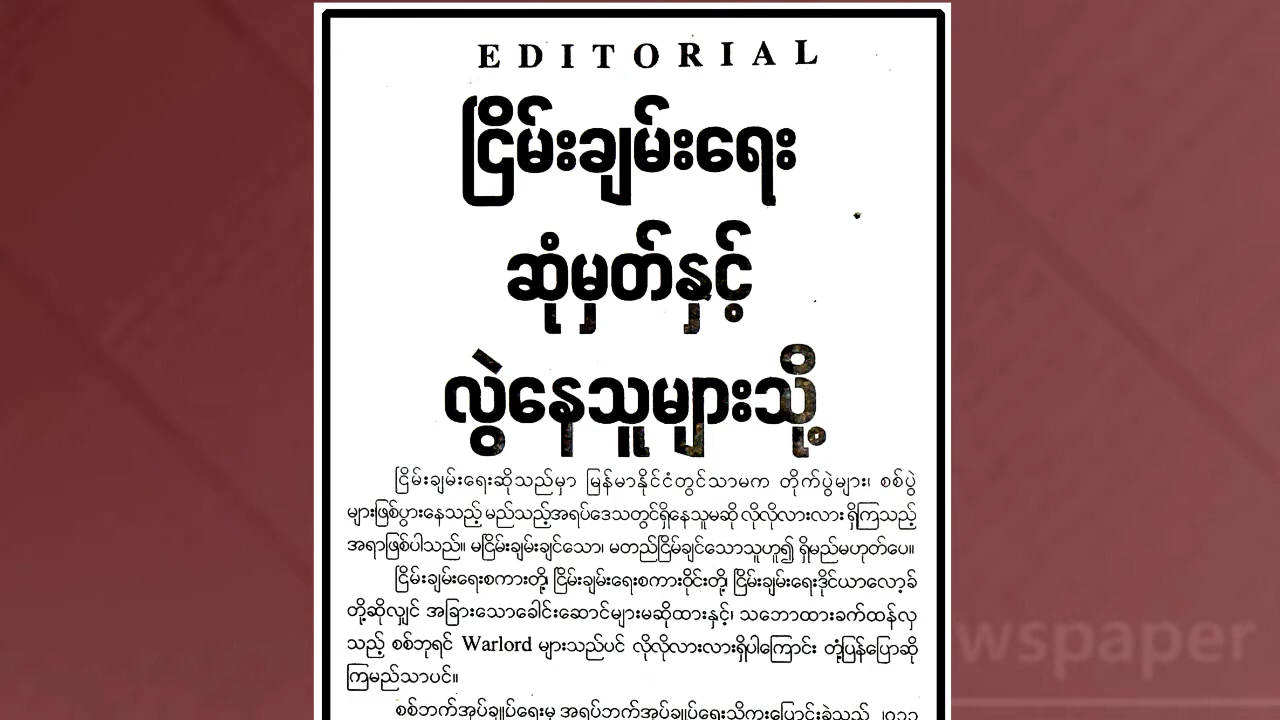 EDITORIAL
ငြိမ်းချမ်းရေး
ဆုံမှတ်နှင့်
လွဲနေသူများသို့
ငြိမ်းချမ်းရေးဆိုသည်မှာ မြန်မာနိုင်ငံတွင်သာမက တိုက်ပွဲများ၊ စစ်ပွဲ
များဖြစ်ပွားနေသည့် မည်သည့်အရပ်ဒေသတွင်ရှိနေသူမဆို လိုလိုလားလား ရှိကြသည့်
အရာဖြစ်ပါသည်။ မငြိမ်းချမ်းချင်သော၊ မတည်ငြိမ်ချင်သောသူဟူ၍ ရှိမည်မဟုတ်ပေ။
ငြိမ်းချမ်းရေးစကားတို့၊ ငြိမ်းချမ်းရေးစကားဝိုင်းတို့၊ ငြိမ်းချမ်းရေးဒိုင်ယာလော့ခ်
တို့ဆိုလျှင် အခြားသောခေါင်းဆောင်များမဆိုထားနှင့်၊ သဘောထားခက်ထန်လှ
သည့် စစ်ဘုရင် Warlord များသည်ပင် လိုလိုလားလားရှိပါကြောင်း တုံ့ပြန်ပြောဆို
ကြမည်သာပင်။
စစ်ဘက်အုပ်ချုပ်ရေးမှ အရပ်ဘက်အုပ်ချုပ်ရေးသို့ကူးပြောင်းခဲ့သည့် ၂၀၁၁
wspaper